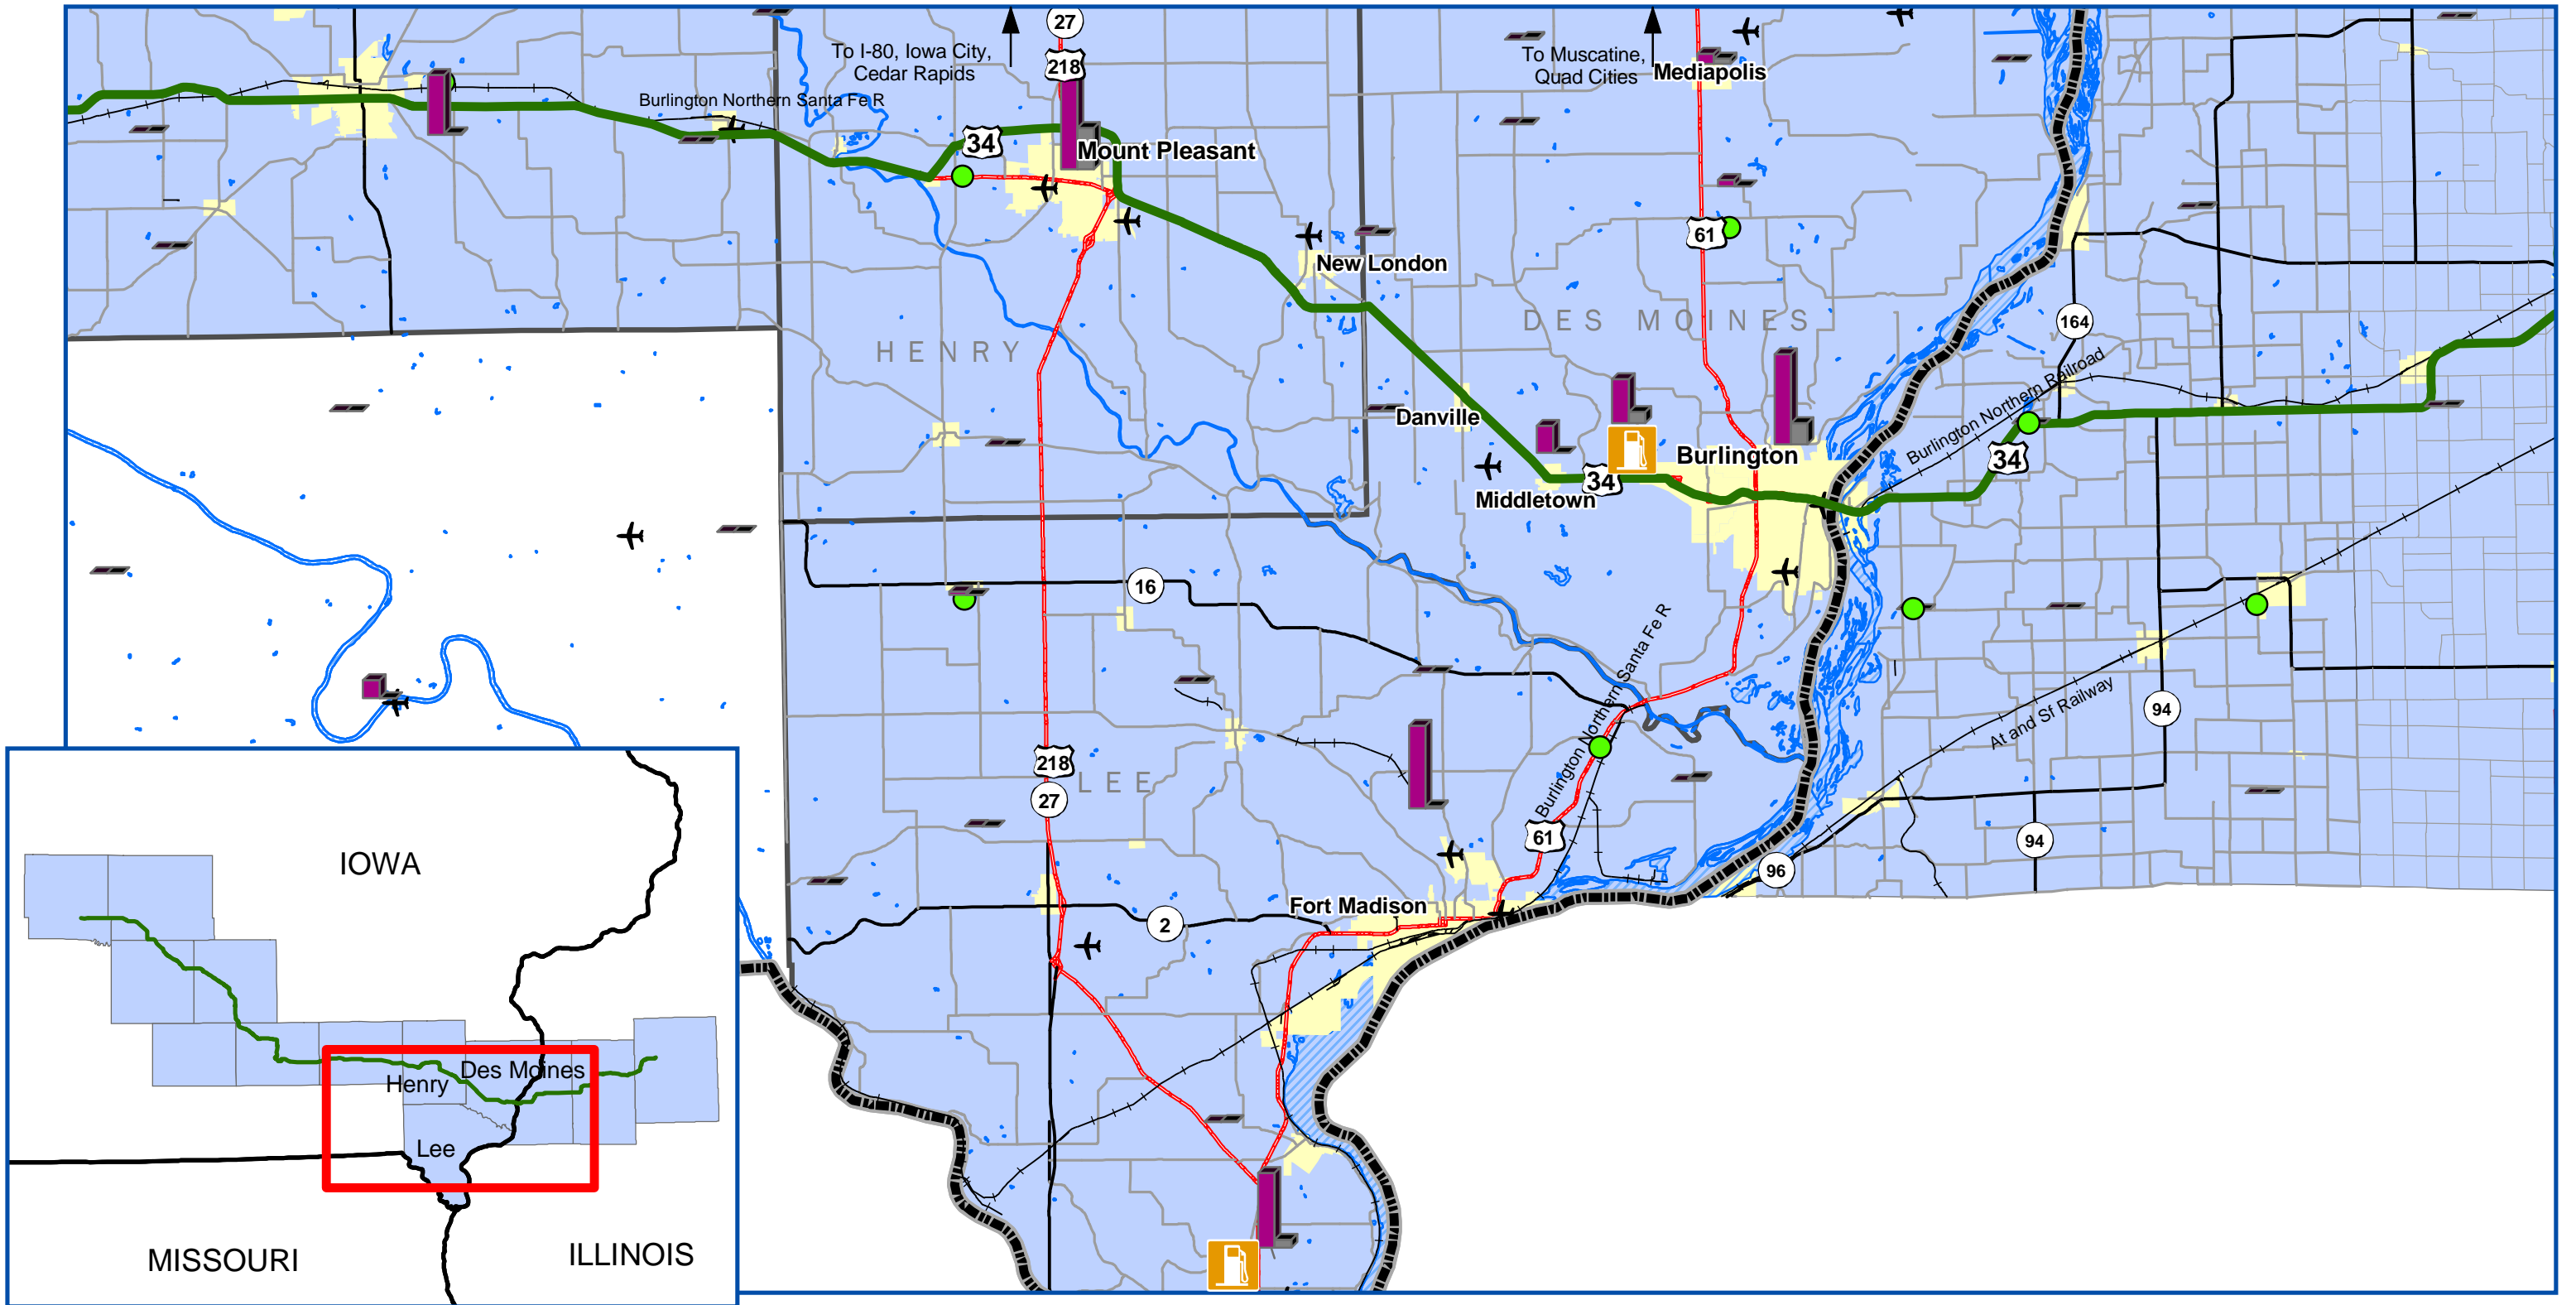 27
To I-80, Iowa City,
Cedar Rapids
218
To Muscatine,
Quad Cities
Mediapolis
Burlington Northern Santa Fe R
34
Mount Pleasant
61
New London
DES MOINES
164
HENRY
Burlington Northern Railroad
Danville
Burlington
34
34
Middletown
16
Burlington Northern Santa Fe R
94
At and Sf Railway
218
LEE
27
61
94
96
Fort Madison
2
IOWA
Des Moines
Henry
Lee
MISSOURI
ILLINOIS